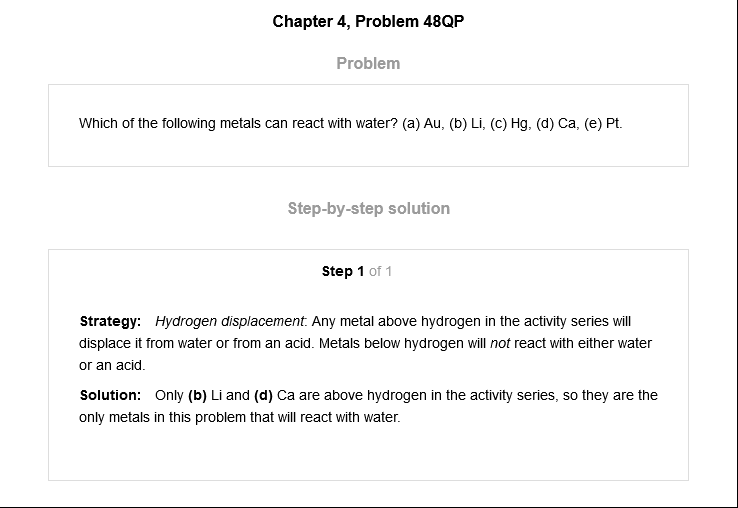 Chapter 4, Problem 48QP
Problem
Which of the following metals can react with water? (a) Au, (b) Li, (c) Hg, (d) Ca, (e) Pt.
Step-by-step solution
Step 1 of 1
Strategy: Hydrogen displacement: Any metal above hydrogen in the activity series will
displace it from water or from an acid. Metals below hydrogen will not react with either water
or an acid.
Solution: Only (b) Li and (d) Ca are above hydrogen in the activity series, so they are the
only metals in this problem that will react with water.